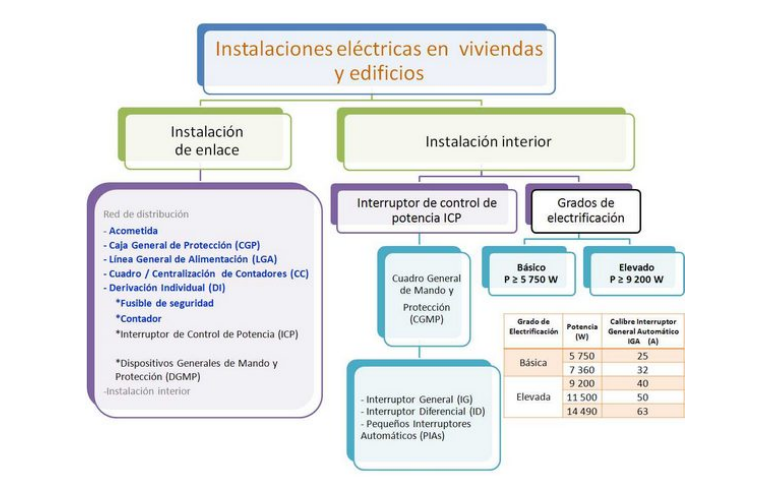 Instalaciones eléctricas en viviendas
y edificios
Instalación
de enlace
Instalación interior
Red de distribución
- Acometida
- Caja General de Protección (CGP)
- Línea General de Alimentación (LGA)
- Cuadro / Centralización de Contadores (CC)
- Derivación Individual (DI)
*Fusible de seguridad
*Contador
*Interruptor de Control de Potencia (ICP)
*Dispositivos Generales de Mando y
Protección (DGMP)
-Instalación interior
Interruptor de control de
potencia ICP
Grados de
electrificación
Cuadro General
de Mando y
Protección
(CGMP)
Básico
P ≥ 5 750 W
Elevado
P ≥ 9 200 W
- Interruptor General (IG)
- Interruptor Diferencial (ID)
- Pequeños Interruptores
Automáticos (PIAs)
Grado de
Electrificación
Potencia
(W)
Calibre Interruptor
General Automático
IGA (A)
Básica
5 750 25
7 360 32
Elevada
9 200 40
11 500 50
14 490 63